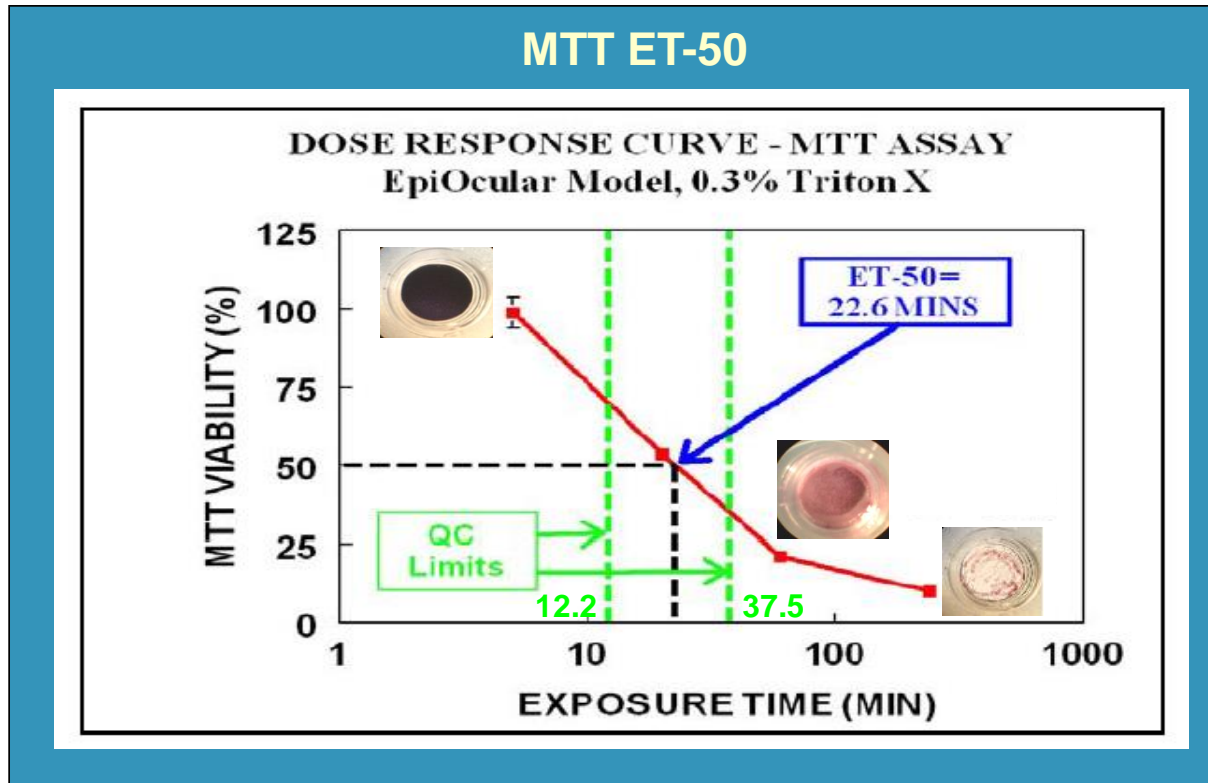 MTT ET-50
DOSE RESPONSE CURVE - MTT ASSAY
EpiOcular Model, 0.3% Triton X
MTT VIABILITY (%)
125
100
75
50
25
0
ET-50=
22.6 MINS
QC
Limits
12.2
37.5
1
10
100
1000
EXPOSURE TIME (MIN)